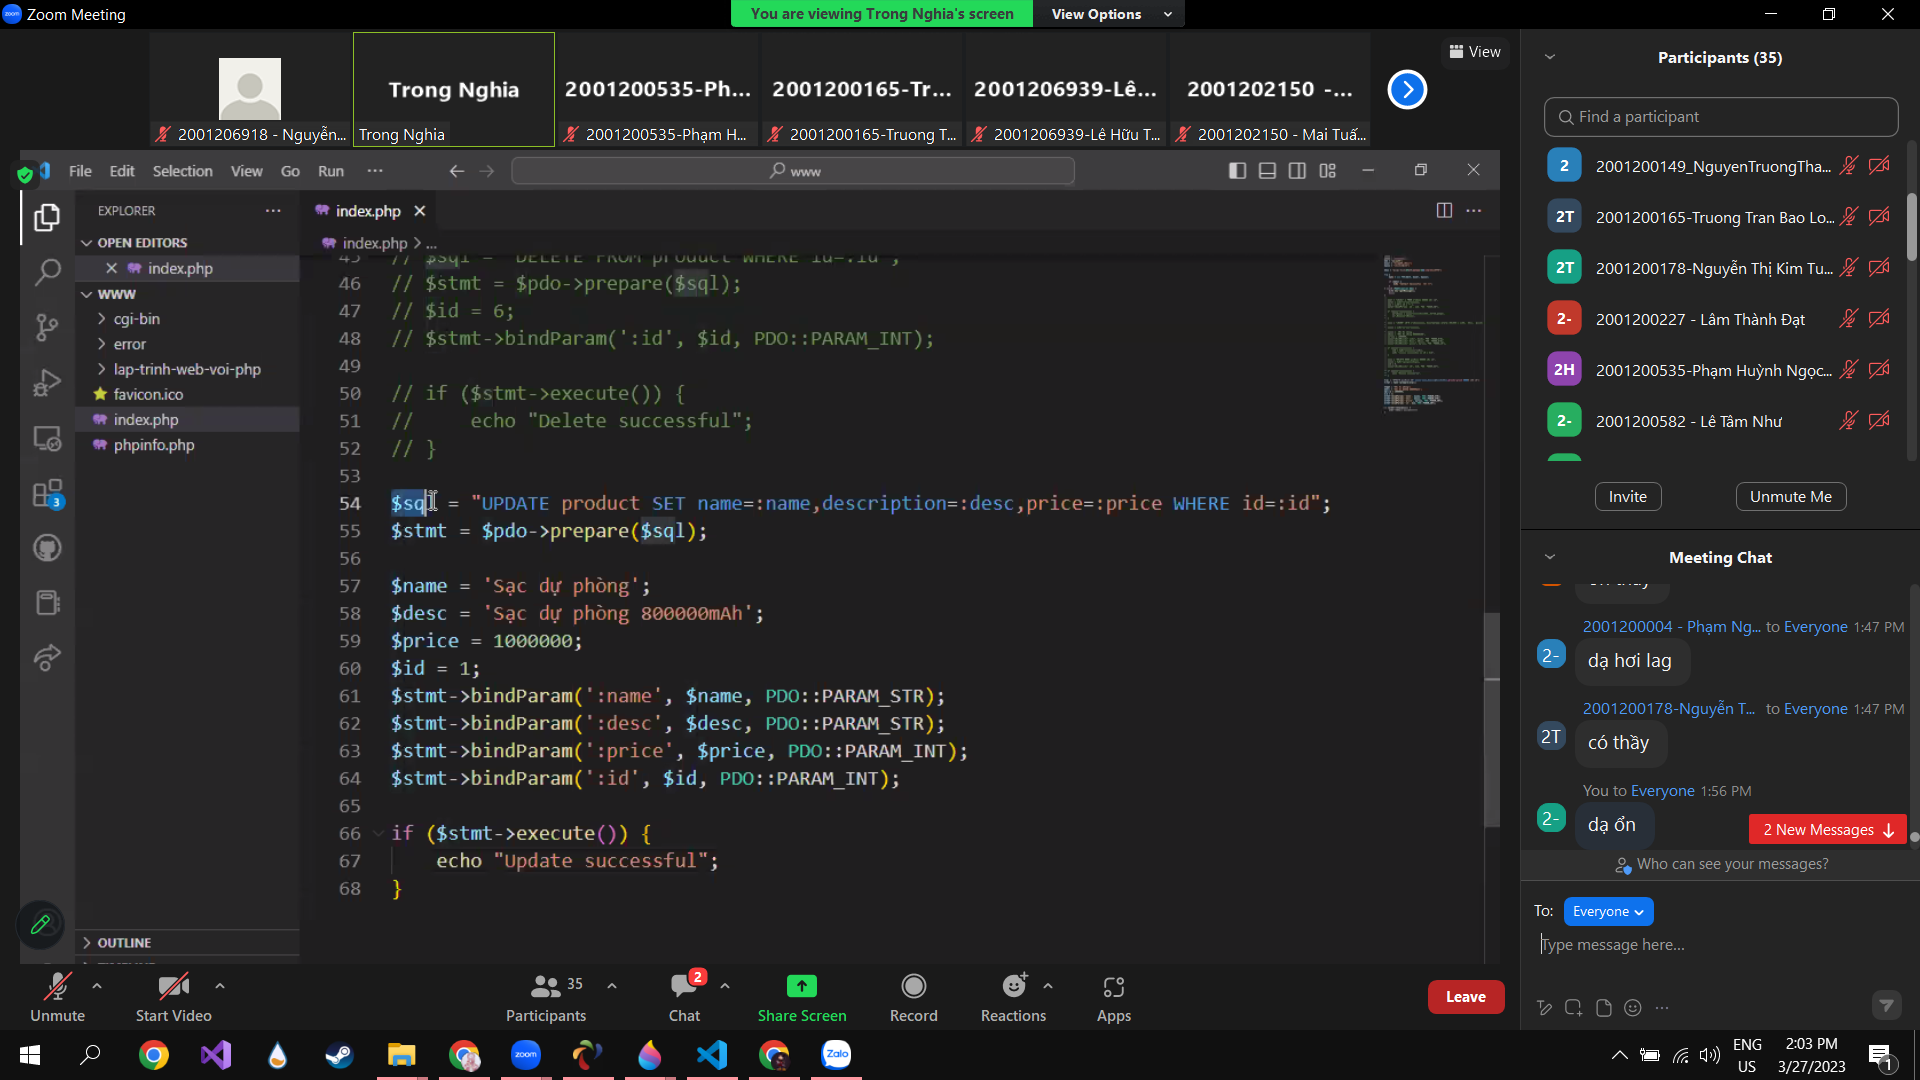 Zoom Meeting
You are viewing Trong Nghia's screen
View Options
View
Trong Nghia
2001200535-Ph...
2001200165-Tr...
2001206939-Lê...
2001202150 -...
2001206918 - Nguyễn...
Trong Nghia
2001200535-Phạm H...
2001200165-Truong T...
2001206939-Lê Hữu T...
2001202150 - Mai Tuấ...
File Edit Selection View Go Run ...
www
EXPLORER ...
OPEN EDITORS
index.php
WWW
cgi-bin
error
lap-trinh-web-voi-php
favicon.ico
index.php
phpinfo.php
OUTLINE
3
index.php
...
index.php > ...
45 // $sql = "DELETE FROM product WHERE id=:id";
46 // $stmt = $pdo->prepare($sql);
47 // $id = 6;
48 // $stmt->bindParam(':id', $id, PDO::PARAM_INT);
49
50 // if ($stmt->execute()) {
51 //     echo "Delete successful";
52 // }
53
54 $sql = "UPDATE product SET name=:name,description=:desc,price=:price WHERE id=:id";
55 $stmt = $pdo->prepare($sql);
56
57 $name = 'Sạc dự phòng';
58 $desc = 'Sạc dự phòng 800000mAh';
59 $price = 1000000;
60 $id = 1;
61 $stmt->bindParam(':name', $name, PDO::PARAM_STR);
62 $stmt->bindParam(':desc', $desc, PDO::PARAM_STR);
63 $stmt->bindParam(':price', $price, PDO::PARAM_INT);
64 $stmt->bindParam(':id', $id, PDO::PARAM_INT);
65
66 if ($stmt->execute()) {
67     echo "Update successful";
68 }
Participants (35)
Find a participant
2 2001200149_NguyenTruongTha...
2T 2001200165-Truong Tran Bao Lo...
2T 2001200178-Nguyễn Thị Kim Tu...
2- 2001200227 - Lâm Thành Đạt
2H 2001200535-Phạm Huỳnh Ngọc...
2- 2001200582 - Lê Tâm Như
Invite
Unmute Me
Meeting Chat
2001200004 - Phạm Ng... to Everyone 1:47 PM
2- dạ hơi lag
2001200178-Nguyễn T... to Everyone 1:47 PM
2T có thầy
You to Everyone 1:56 PM
2- dạ ổn
2 New Messages
Who can see your messages?
To: Everyone
Type message here...
Unmute
Start Video
35
Participants
2
Chat
Share Screen
Record
Reactions
Apps
Leave
zoom
Zalo
ENG
US
2:03 PM
3/27/2023
1